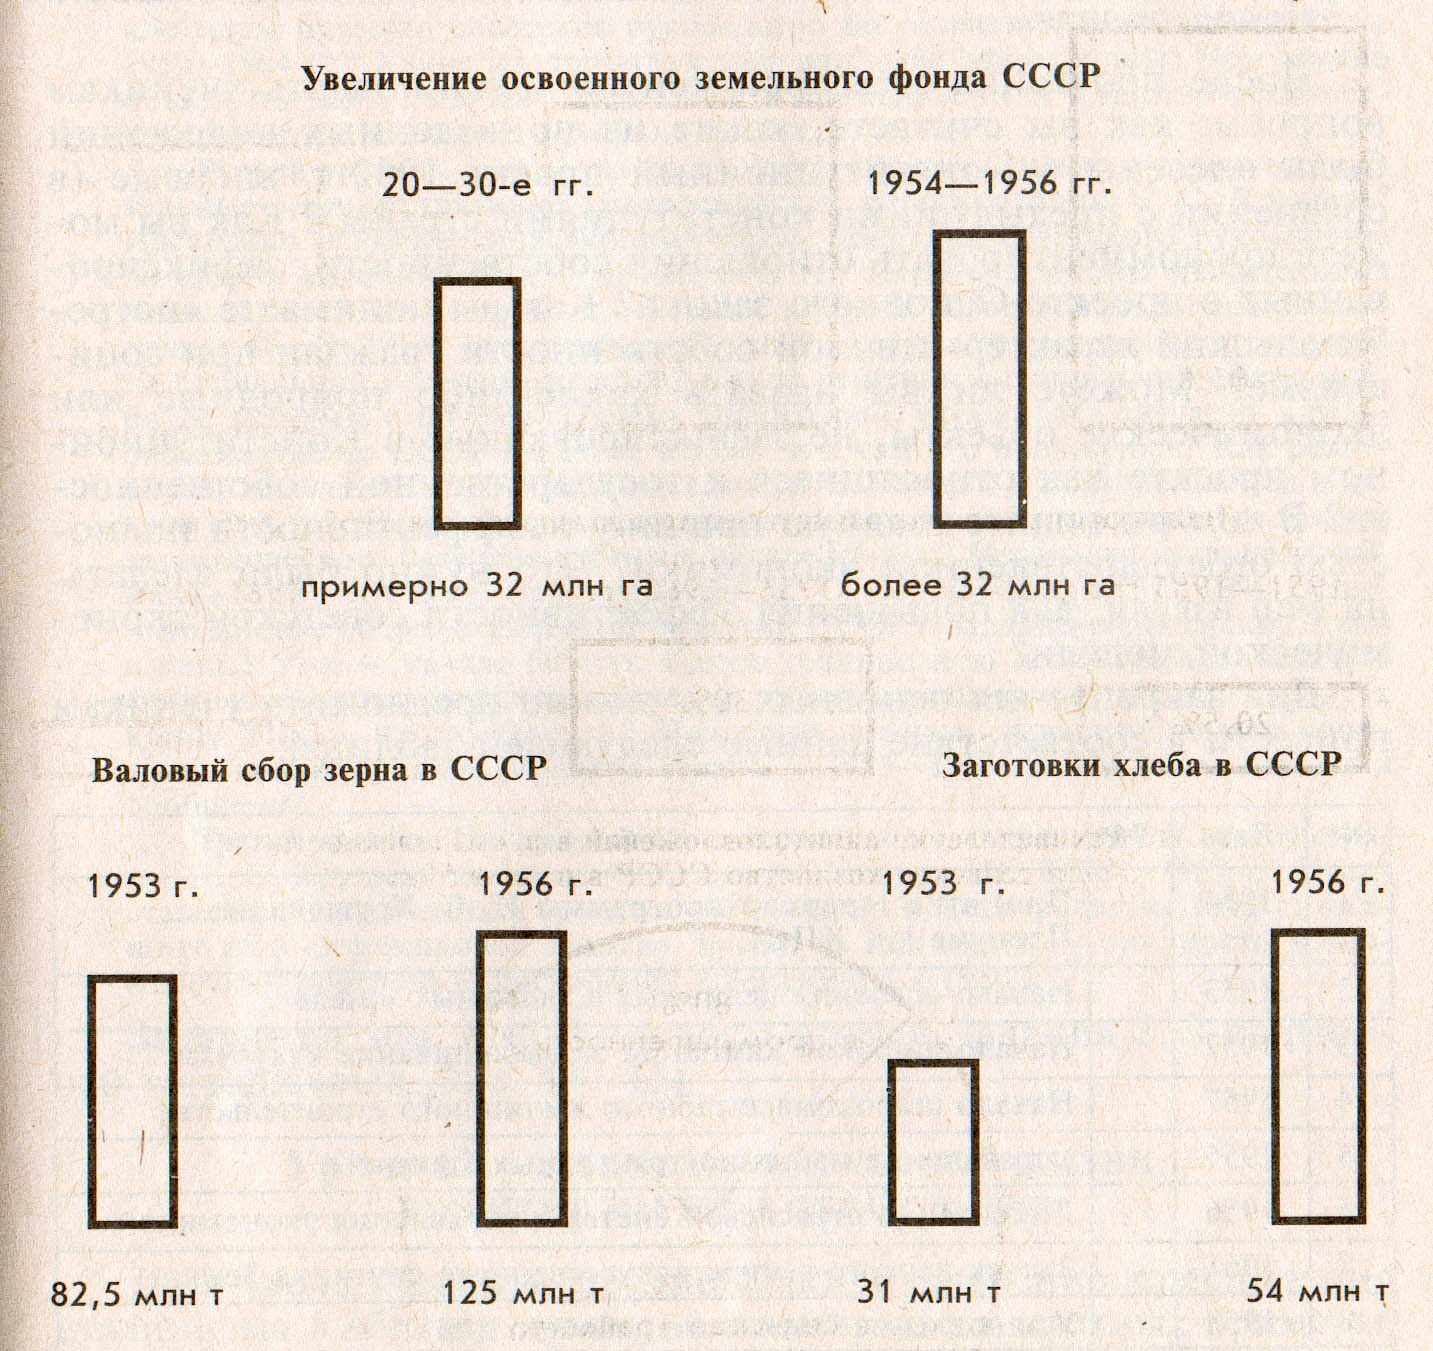 Увеличение освоенного земельного фонда СССР
20—30-е гг.
1954—1956 гг.
примерно 32 млн га
более 32 млн га
Валовый сбор зерна в СССР
Заготовки хлеба в СССР
1953 г.
1956 г.
1953 г.
1956 г.
82,5 млн т
125 млн т
31 млн т
54 млн т